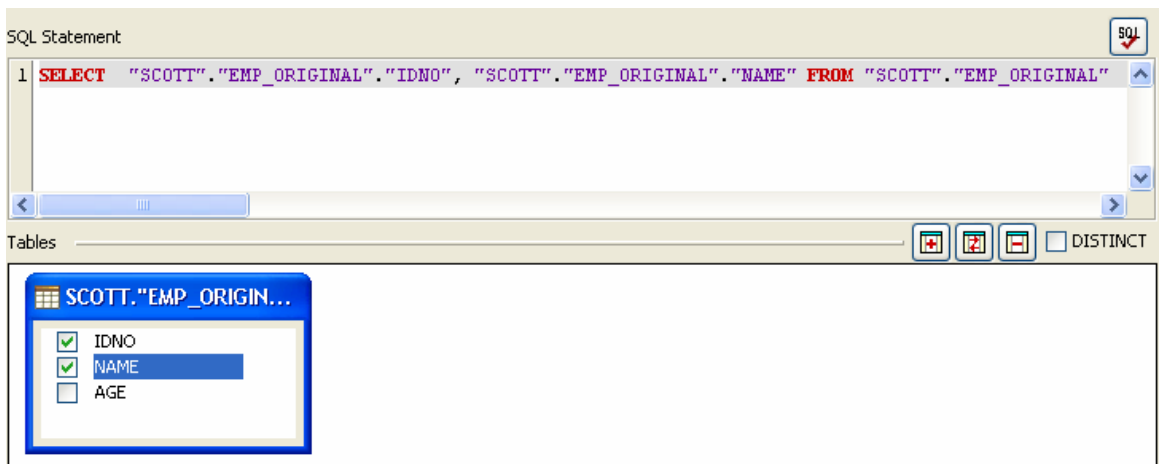 SQL Statement
SQL
1 SELECT "SCOTT"."EMP_ORIGINAL"."IDNO", "SCOTT"."EMP_ORIGINAL"."NAME" FROM "SCOTT"."EMP_ORIGINAL"
Tables
DISTINCT
SCOTT."EMP_ORIGIN...
IDNO
NAME
AGE